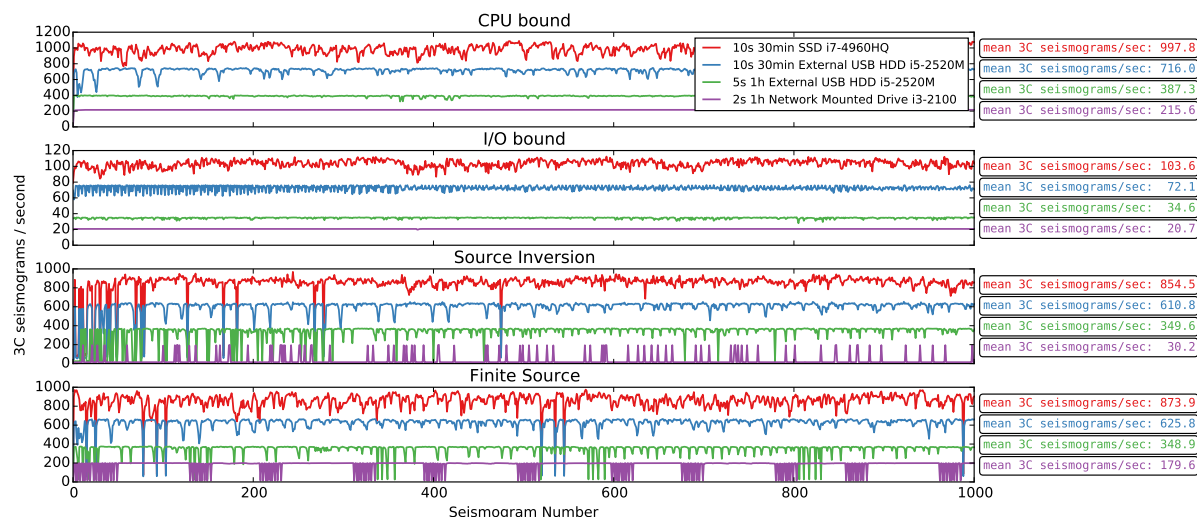 CPU bound
1200
1000
800
600
400
200
0
10s 30min SSD i7-4960HQ
10s 30min External USB HDD i5-2520M
5s 1h External USB HDD i5-2520M
2s 1h Network Mounted Drive i3-2100
mean 3C seismograms/sec: 997.8
mean 3C seismograms/sec: 716.0
mean 3C seismograms/sec: 387.3
mean 3C seismograms/sec: 215.6
I/O bound
120
100
80
60
40
20
0
mean 3C seismograms/sec: 103.6
mean 3C seismograms/sec: 72.1
mean 3C seismograms/sec: 34.6
mean 3C seismograms/sec: 20.7
3C seismograms / second
Source Inversion
1000
800
600
400
200
0
mean 3C seismograms/sec: 854.5
mean 3C seismograms/sec: 610.8
mean 3C seismograms/sec: 349.6
mean 3C seismograms/sec: 30.2
Finite Source
1000
800
600
400
200
0
mean 3C seismograms/sec: 873.9
mean 3C seismograms/sec: 625.8
mean 3C seismograms/sec: 348.9
mean 3C seismograms/sec: 179.6
0 200 400 600 800 1000
Seismogram Number